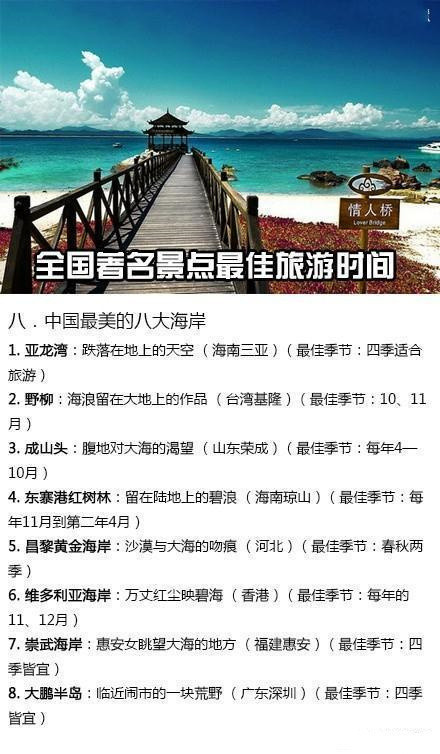 情人桥
Lover Bridge
全国著名景点最佳旅游时间
八．中国最美的八大海岸
1. 亚龙湾：跌落在地上的天空（海南三亚）（最佳季节：四季适合
旅游）
2. 野柳：海浪留在大地上的作品（台湾基隆）（最佳季节：10、11
月）
3. 成山头：腹地对大海的渴望（山东荣成）（最佳季节：每年4—
10月）
4. 东寨港红树林：留在陆地上的碧浪（海南琼山）（最佳季节：每
年11月到第二年4月）
5. 昌黎黄金海岸：沙漠与大海的吻痕（河北）（最佳季节：春秋两
季）
6. 维多利亚海岸：万丈红尘映碧海（香港）（最佳季节：每年的
11、12月）
7. 崇武海岸：惠安女眺望大海的地方（福建惠安）（最佳季节：四
季皆宜）
8. 大鹏半岛：临近闹市的一块荒野（广东深圳）（最佳季节：四季
皆宜）